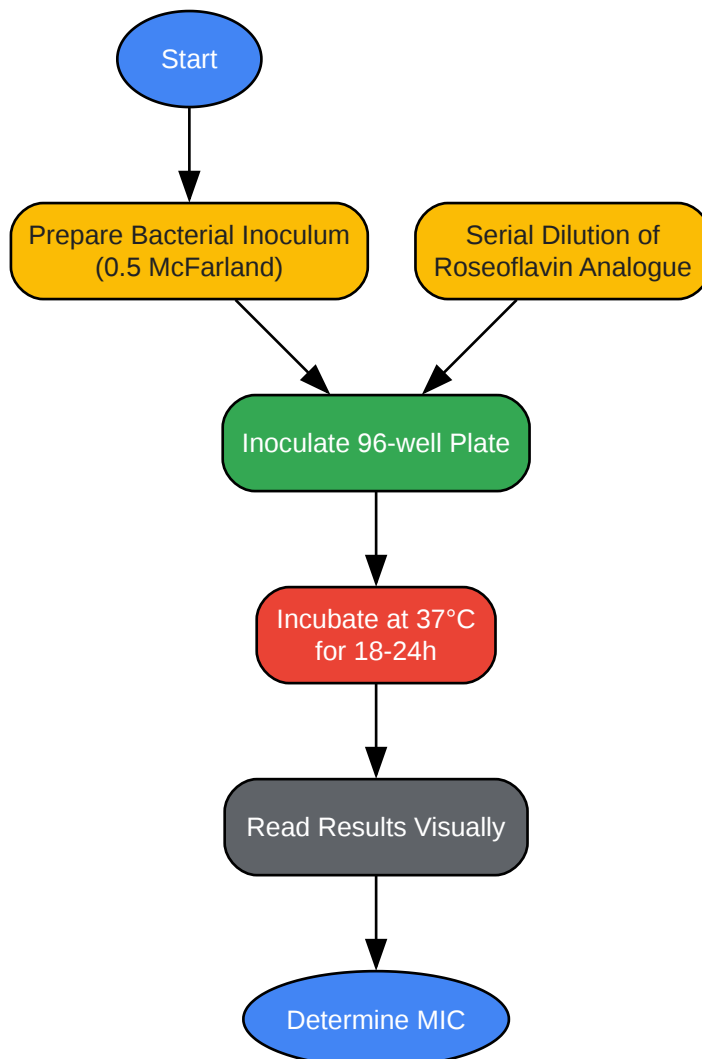 Start
Prepare Bacterial Inoculum
(0.5 McFarland)
Serial Dilution of
Roseoflavin Analogue
Inoculate 96-well Plate
Incubate at 37°C
for 18-24h
Read Results Visually
Determine MIC